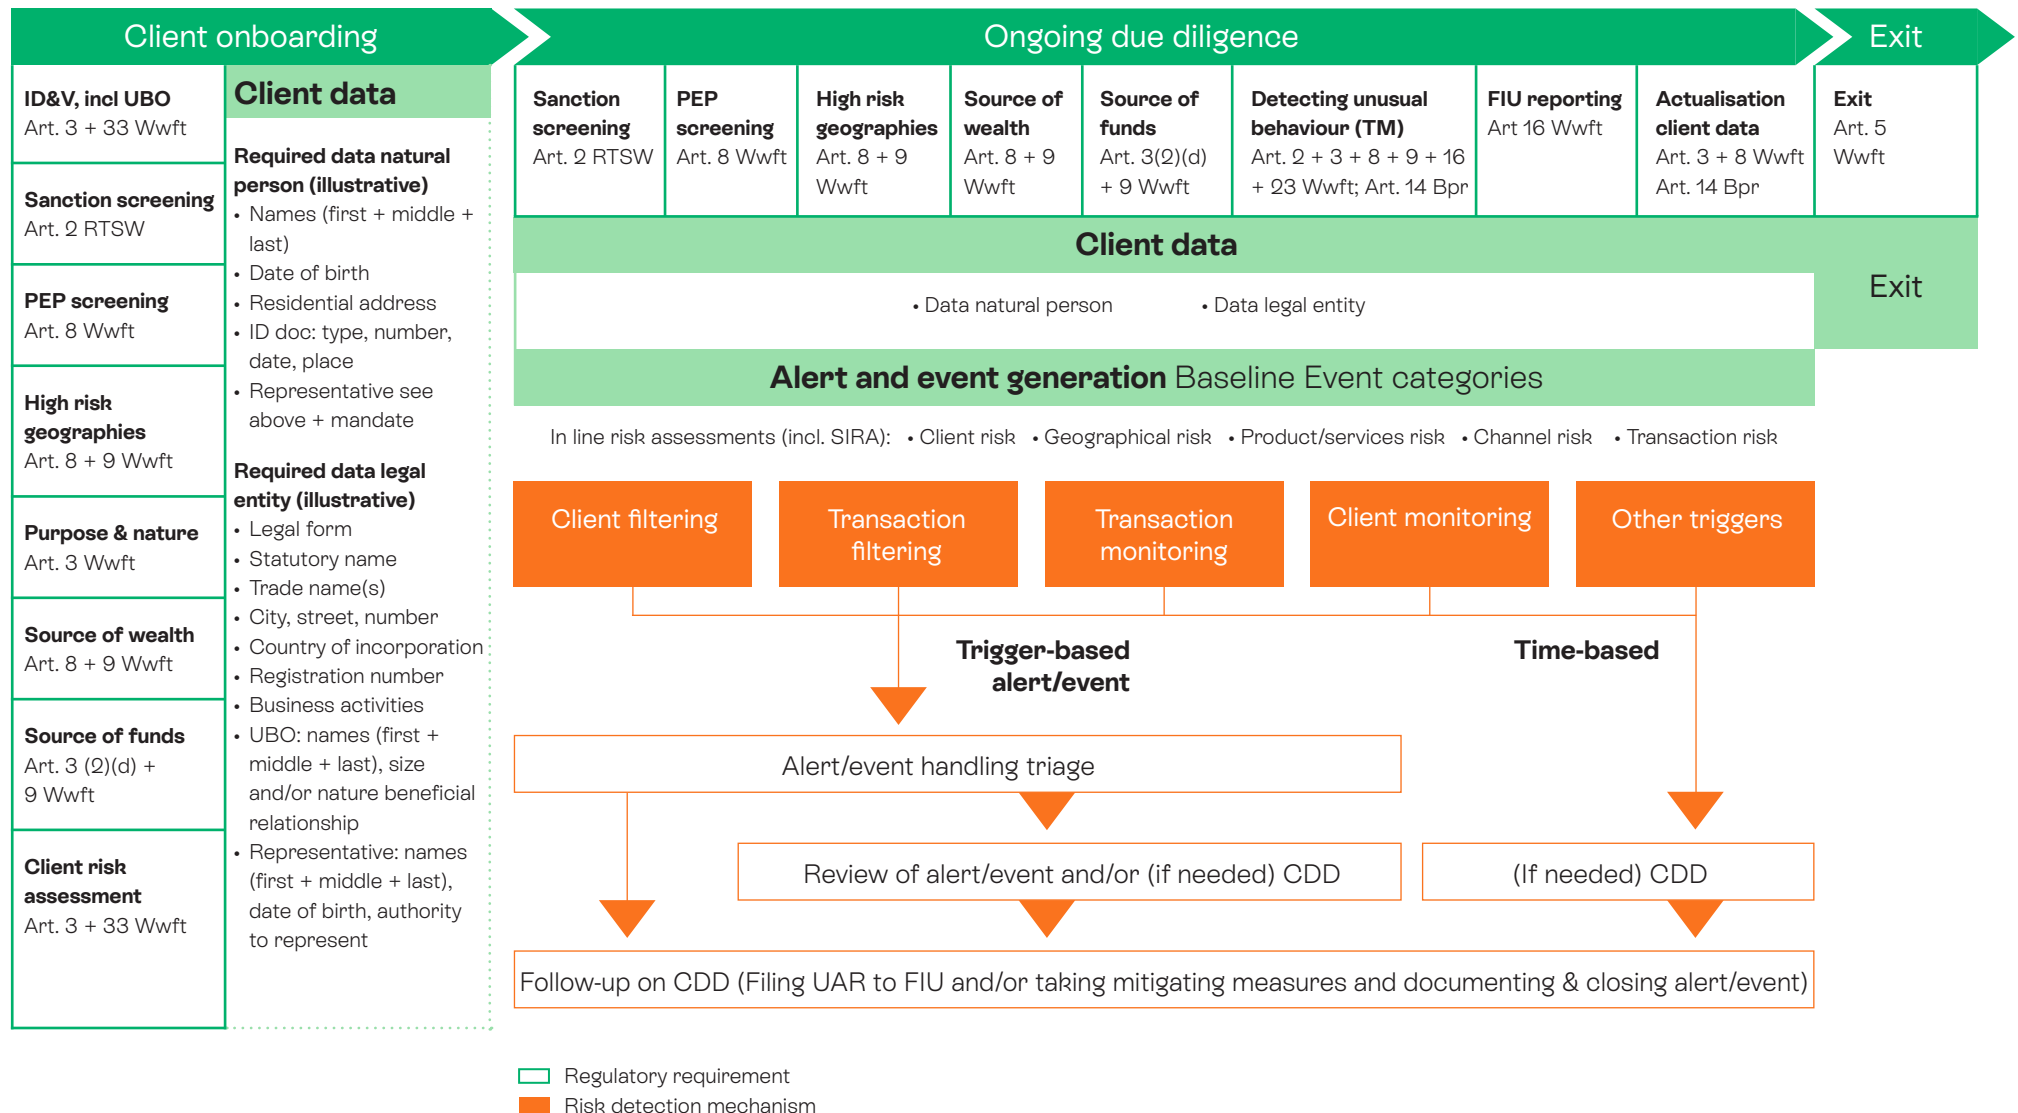 Client onboarding
Ongoing due diligence
Exit
ID&V, incl UBO
Art. 3 + 33 Wwft
Sanction screening
Art. 2 RTSW
PEP screening
Art. 8 Wwft
High risk
geographies
Art. 8 + 9 Wwft
Purpose & nature
Art. 3 Wwft
Source of wealth
Art. 8 + 9 Wwft
Source of funds
Art. 3 (2)(d) +
9 Wwft
Client risk
assessment
Art. 3 + 33 Wwft
Client data
Required data natural
person (illustrative)
• Names (first + middle +
last)
• Date of birth
• Residential address
• ID doc: type, number,
date, place
• Representative see
above + mandate
Required data legal
entity (illustrative)
• Legal form
• Statutory name
• Trade name(s)
• City, street, number
• Country of incorporation
• Registration number
• Business activities
• UBO: names (first +
middle + last), size
and/or nature beneficial
relationship
• Representative: names
(first + middle + last),
date of birth, authority
to represent
Sanction
screening
Art. 2 RTSW
PEP
screening
Art. 8 Wwft
High risk
geographies
Art. 8 + 9
Wwft
Source of
wealth
Art. 8 + 9
Wwft
Source of
funds
Art. 3(2)(d)
+ 9 Wwft
Detecting unusual
behaviour (TM)
Art. 2 + 3 + 8 + 9 + 16
+ 23 Wwft; Art. 14 Bpr
FIU reporting
Art 16 Wwft
Actualisation
client data
Art. 3 + 8 Wwft
Art. 14 Bpr
Exit
Art. 5
Wwft
Client data
• Data natural person • Data legal entity
Exit
Alert and event generation Baseline Event categories
In line risk assessments (incl. SIRA): • Client risk • Geographical risk • Product/services risk • Channel risk • Transaction risk
Client filtering
Transaction
filtering
Transaction
monitoring
Client monitoring
Other triggers
Trigger-based
alert/event
Time-based
Alert/event handling triage
Review of alert/event and/or (if needed) CDD
(If needed) CDD
Follow-up on CDD (Filing UAR to FIU and/or taking mitigating measures and documenting & closing alert/event)
Regulatory requirement
Risk detection mechanism